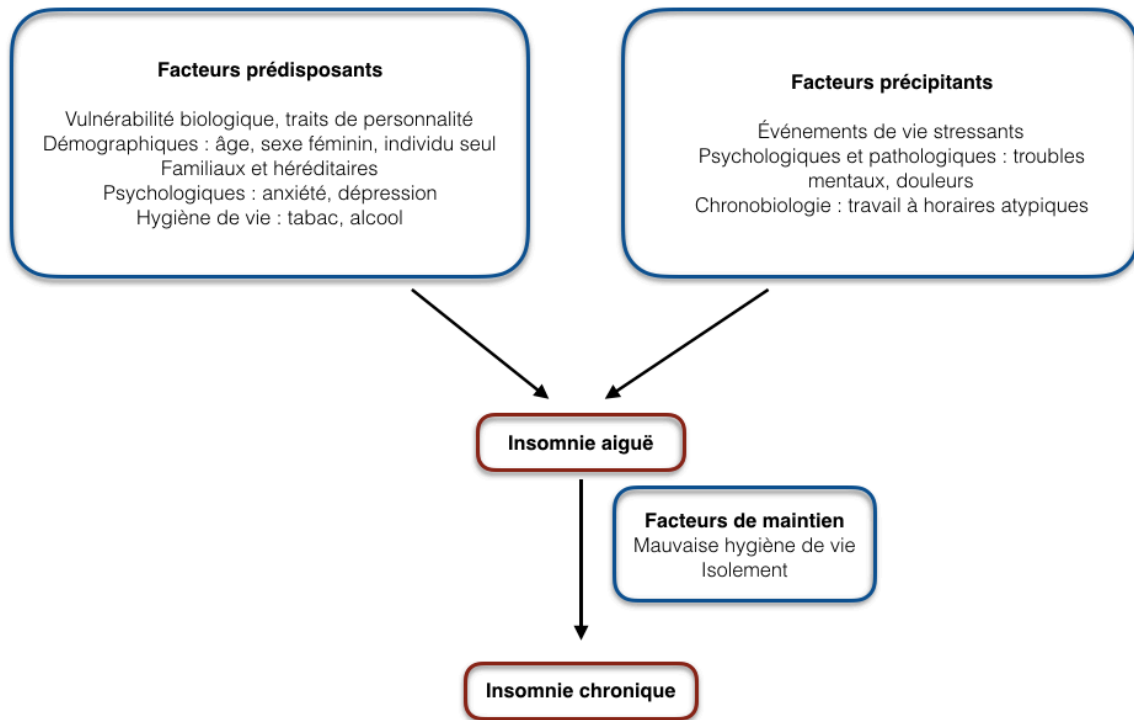 Facteurs prédisposants
Vulnérabilité biologique, traits de personnalité
Démographiques : âge, sexe féminin, individu seul
Familiaux et héréditaires
Psychologiques : anxiété, dépression
Hygiène de vie : tabac, alcool
Facteurs précipitants
Événements de vie stressants
Psychologiques et pathologiques : troubles
mentaux, douleurs
Chronobiologie : travail à horaires atypiques
Insomnie aiguë
Facteurs de maintien
Mauvaise hygiène de vie
Isolement
Insomnie chronique